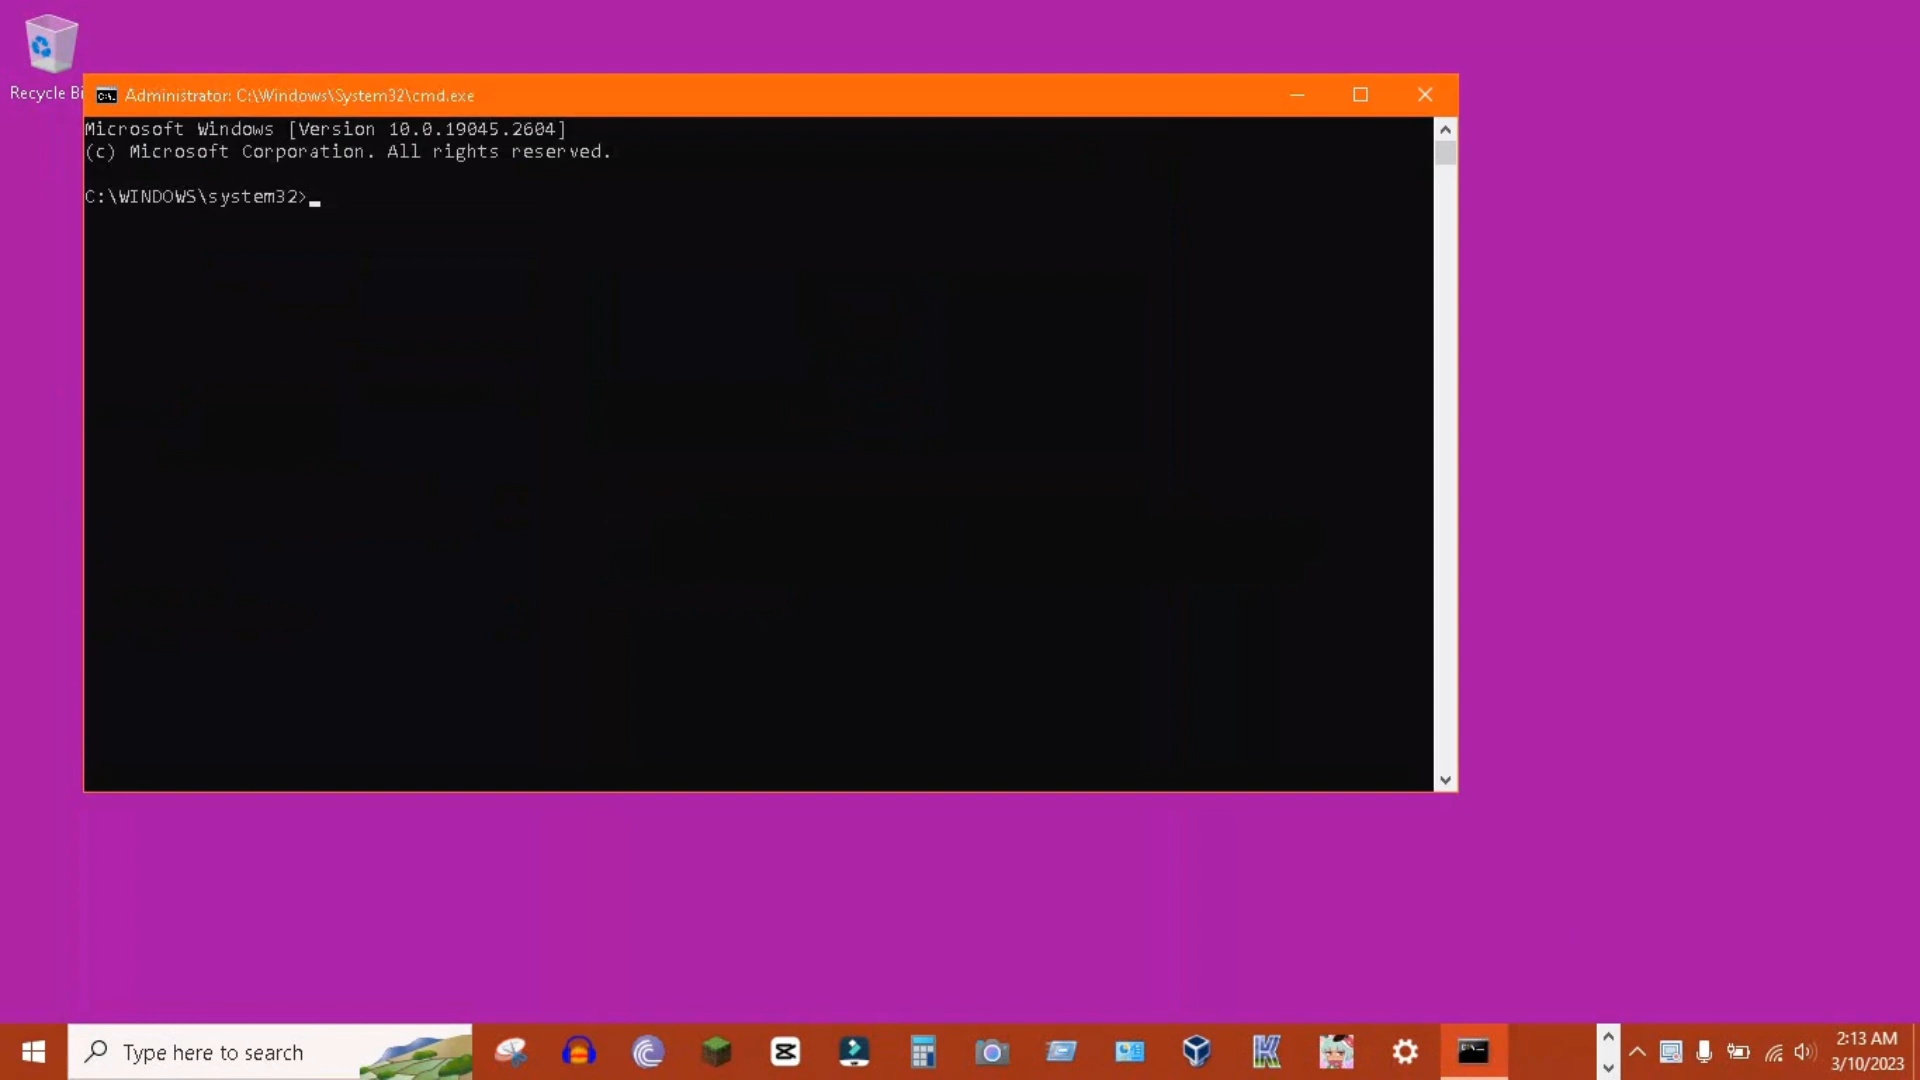 Recycle Bi
Administrator: C:\Windows\System32\cmd.exe
Microsoft Windows [Version 10.0.19045.2604]
(c) Microsoft Corporation. All rights reserved.
C:\WINDOWS\system32>
Type here to search
2:13 AM
3/10/2023